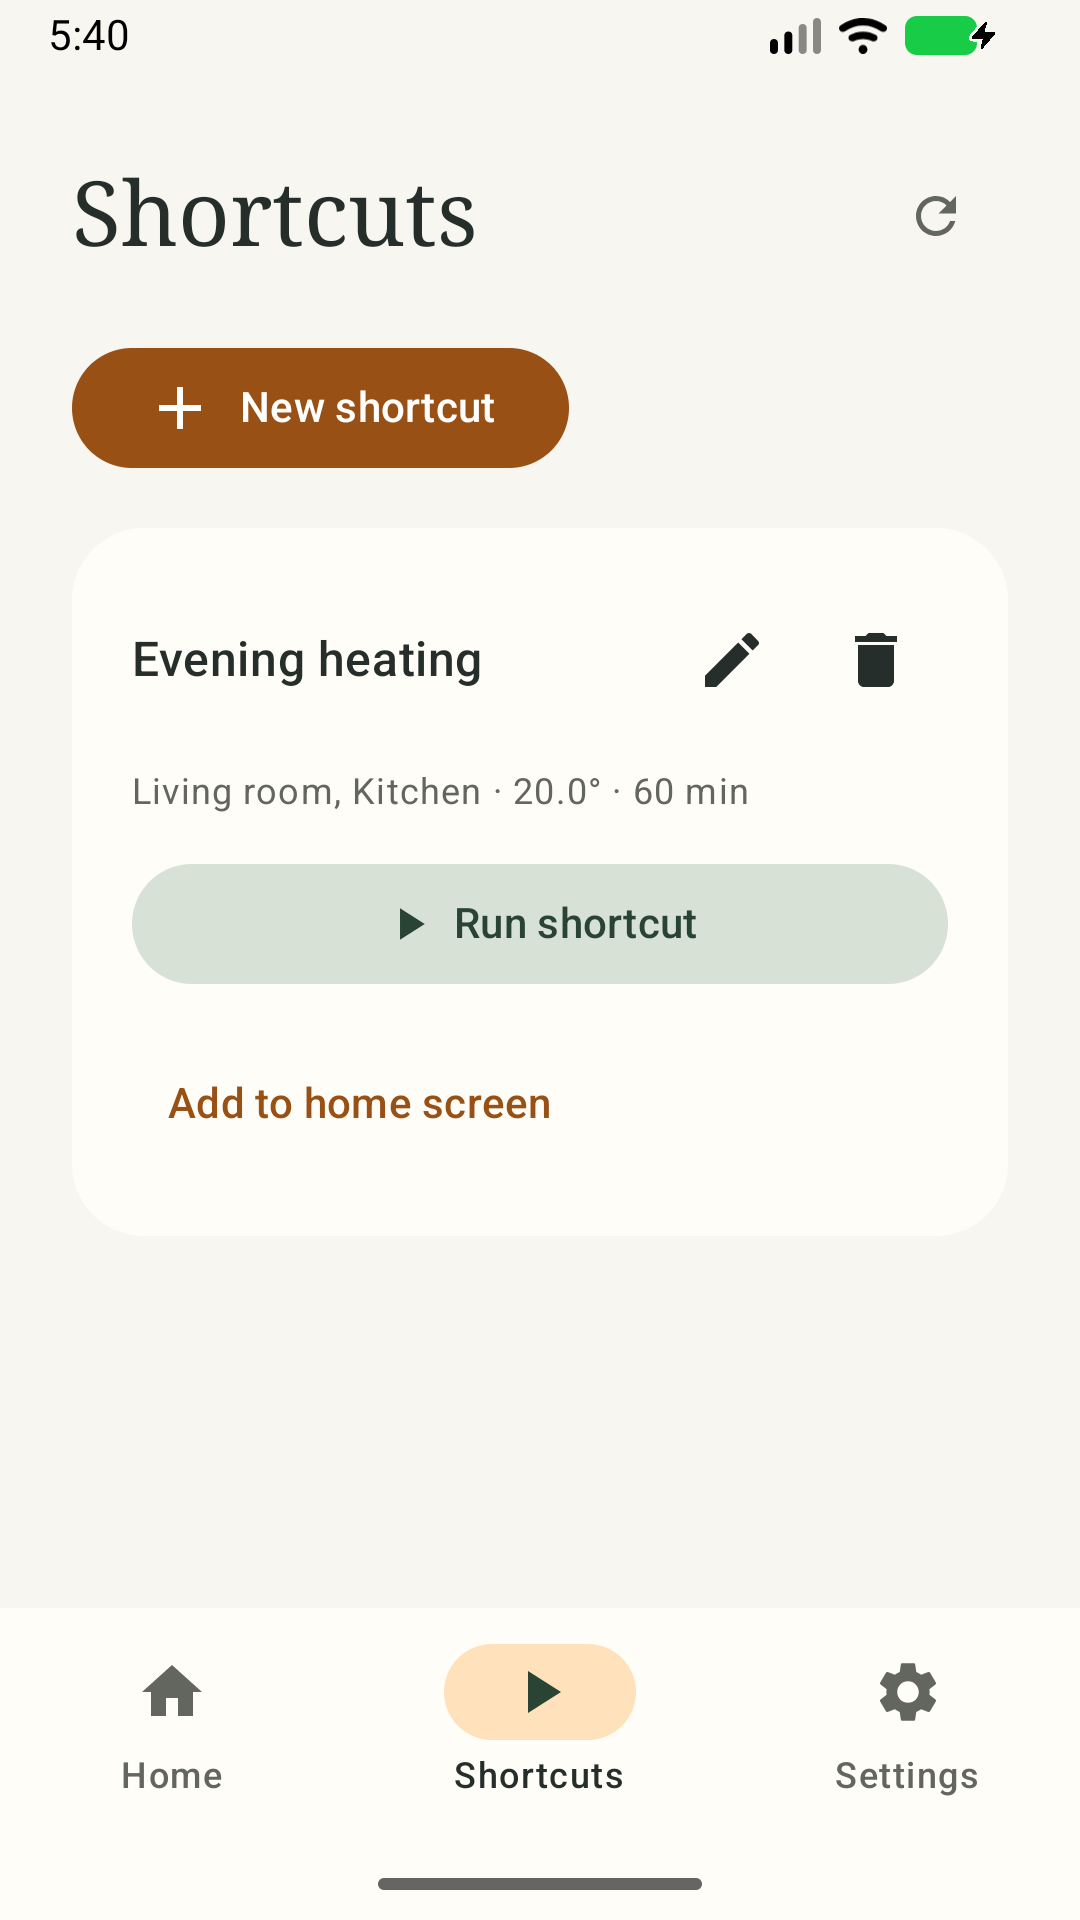 5:40
Shortcuts
New shortcut
Evening heating
Living room, Kitchen · 20.0° · 60 min
Run shortcut
Add to home screen
Home
Shortcuts
Settings